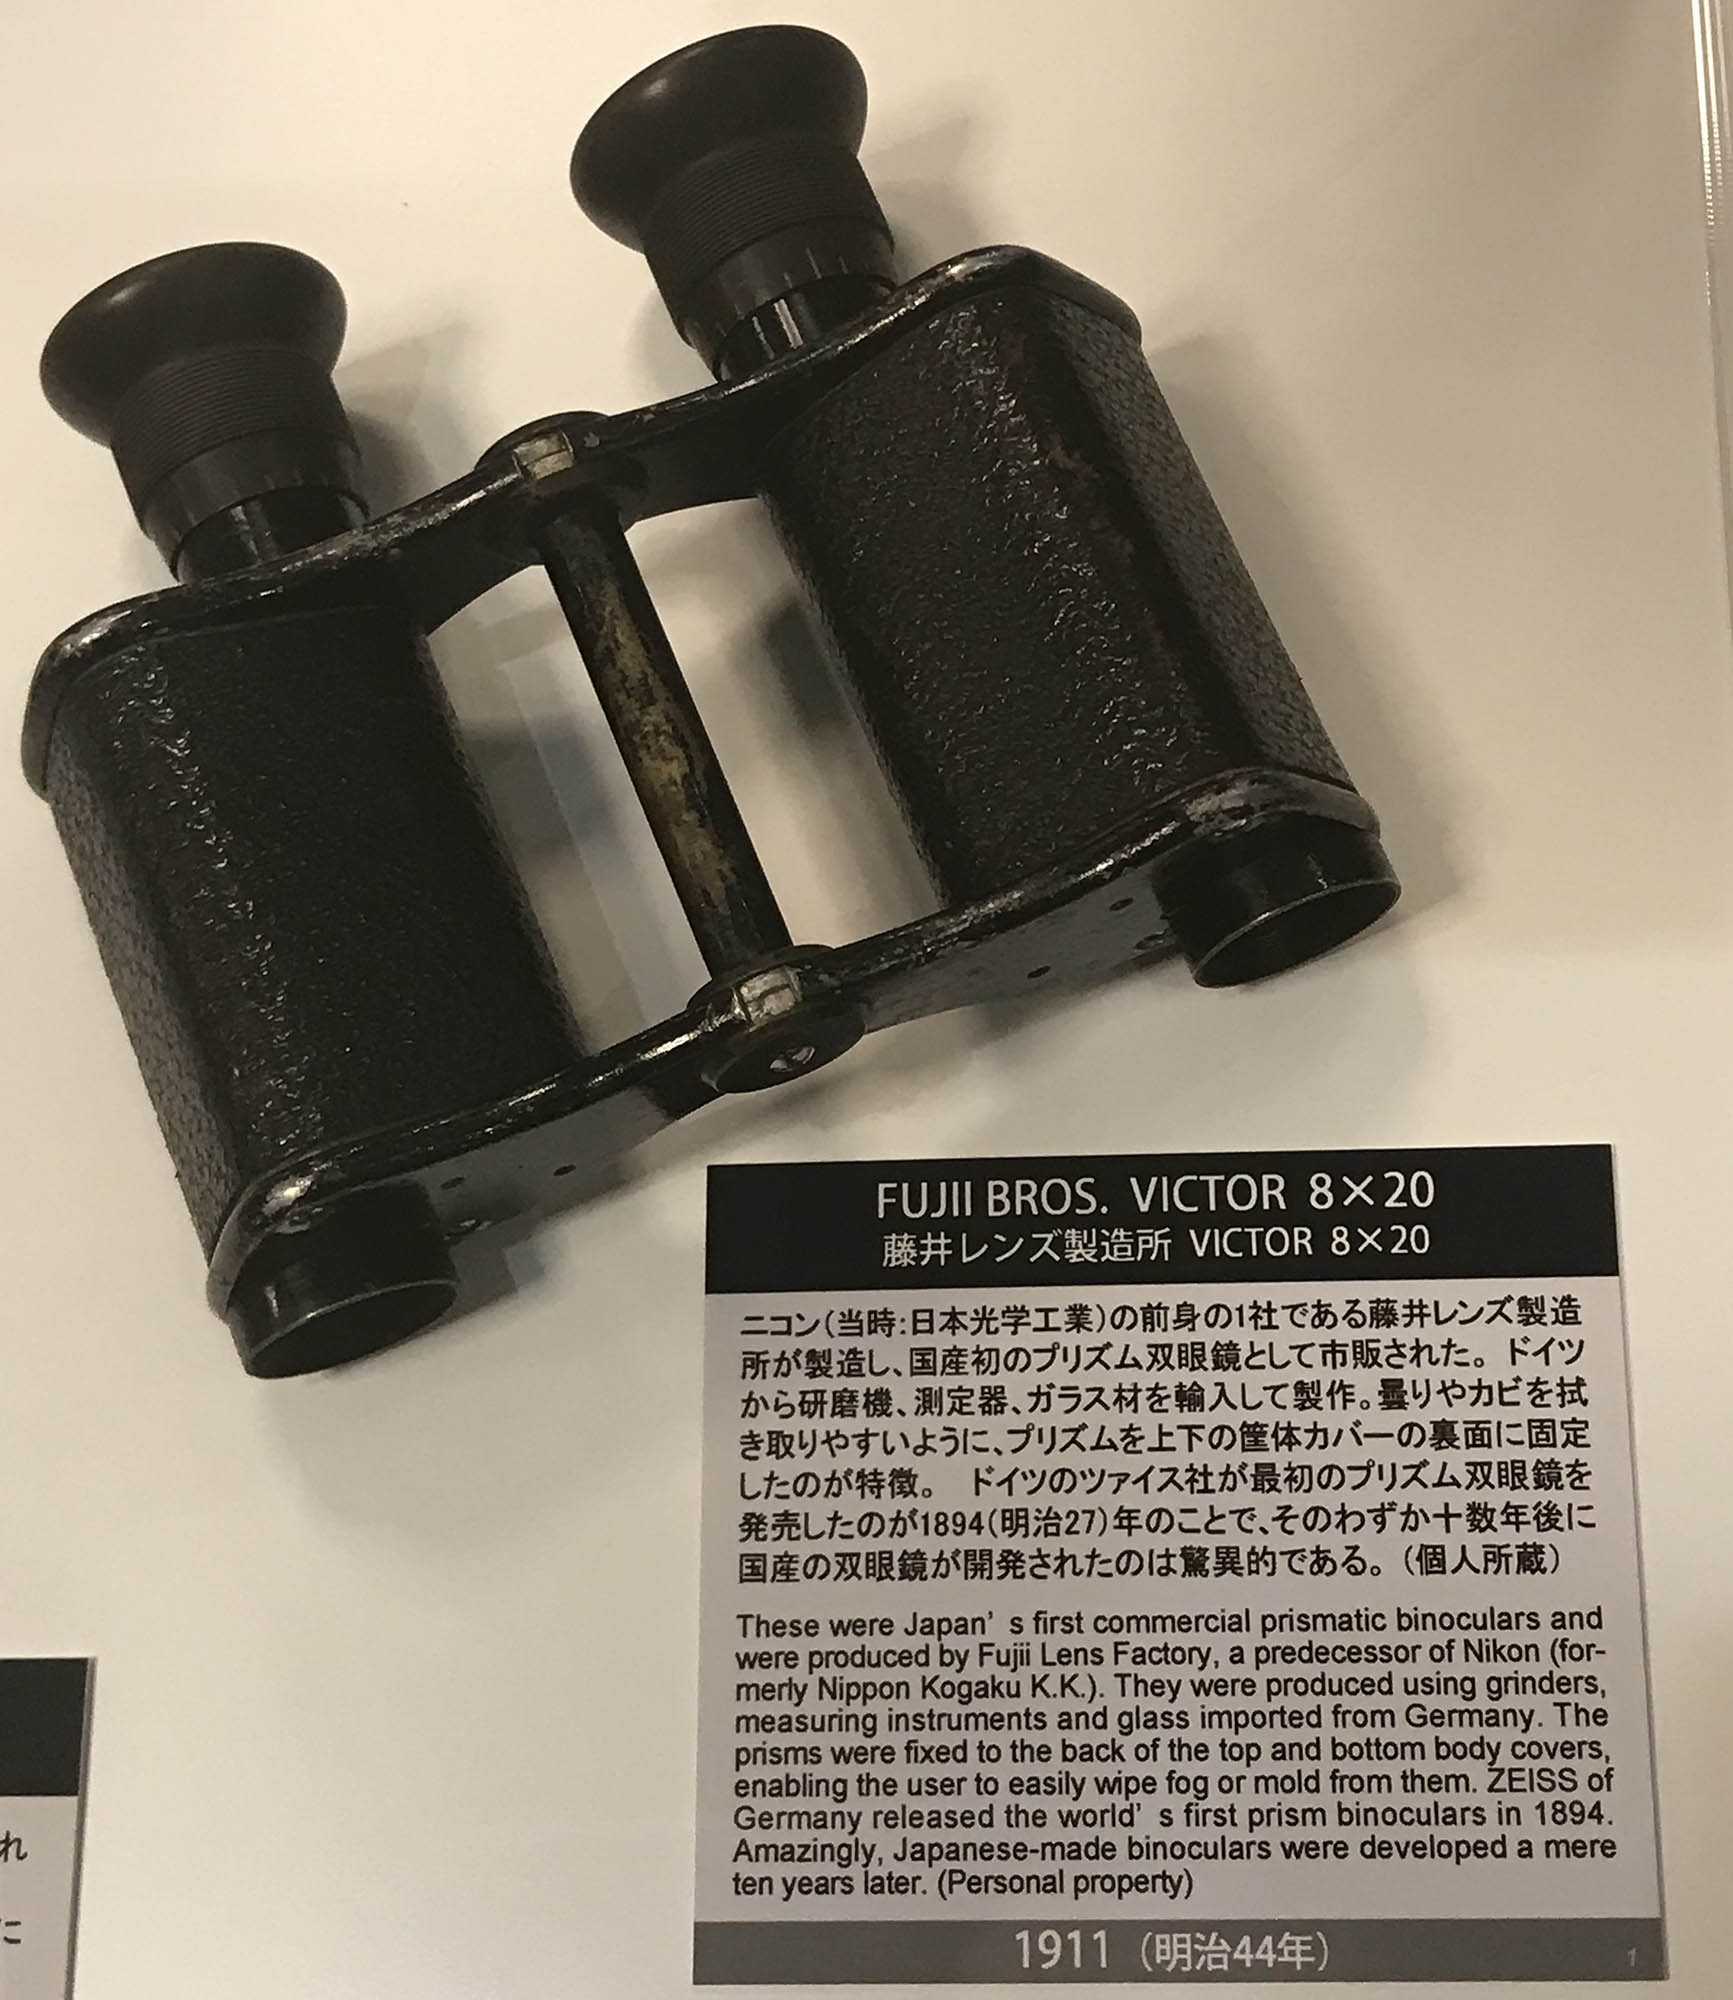 FUJII BROS. VICTOR 8×20
藤井レンズ製造所 VICTOR 8×20
ニコン(当時:日本光学工業)の前身の1社である藤井レンズ製造
所が製造し、国産初のプリズム双眼鏡として市販された。ドイツ
から研磨機、測定器、ガラス材を輸入して製作。曇りやカビを拭
き取りやすいように、プリズムを上下の筐体カバーの裏面に固定
したのが特徴。 ドイツのツァイス社が最初のプリズム双眼鏡を
発売したのが1894(明治27)年のことで、そのわずか十数年後に
国産の双眼鏡が開発されたのは驚異的である。(個人所蔵)
These were Japan’ s first commercial prismatic binoculars and
were produced by Fujii Lens Factory, a predecessor of Nikon (for-
merly Nippon Kogaku K.K.). They were produced using grinders,
measuring instruments and glass imported from Germany. The
prisms were fixed to the back of the top and bottom body covers,
enabling the user to easily wipe fog or mold from them. ZEISS of
Germany released the world’ s first prism binoculars in 1894.
Amazingly, Japanese-made binoculars were developed a mere
ten years later. (Personal property)
1911 (明治44年)
1
れ
に